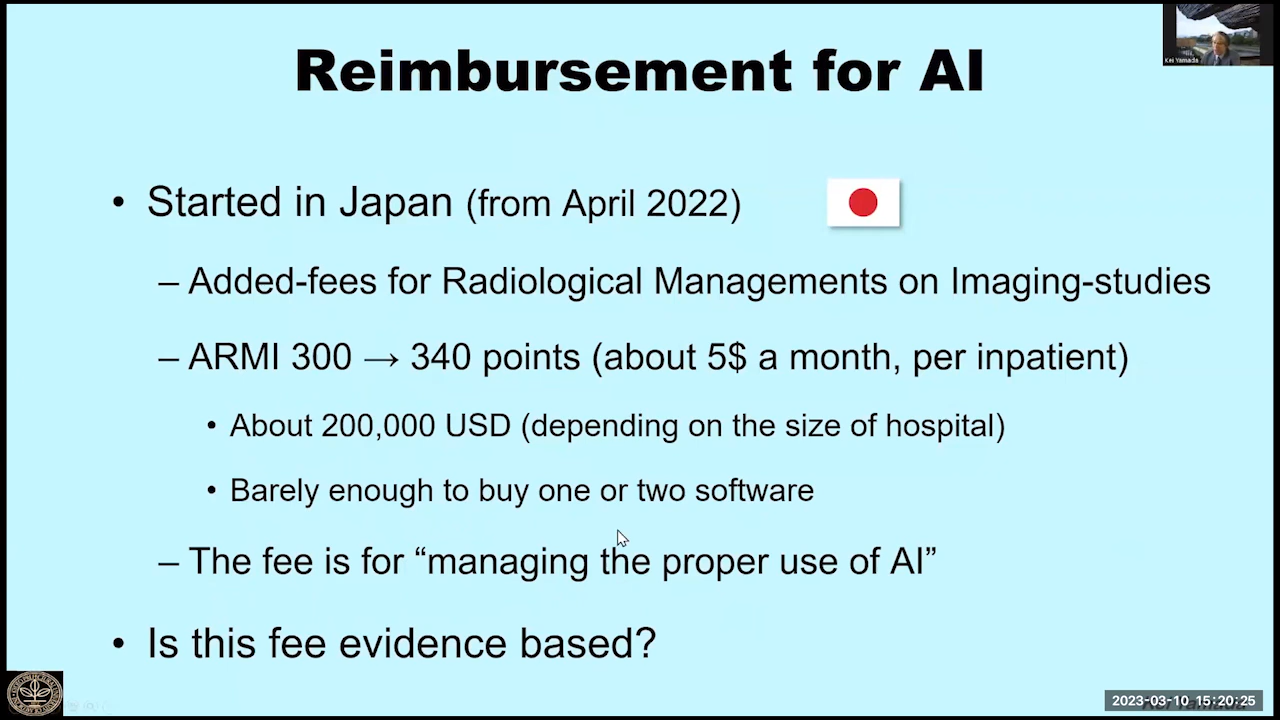 Reimbursement for AI
Kei Yamada
• Started in Japan (from April 2022)
– Added-fees for Radiological Managements on Imaging-studies
– ARMI 300 → 340 points (about 5$ a month, per inpatient)
• About 200,000 USD (depending on the size of hospital)
• Barely enough to buy one or two software
– The fee is for “managing the proper use of AI”
• Is this fee evidence based?
2023-03-10 15:20:25